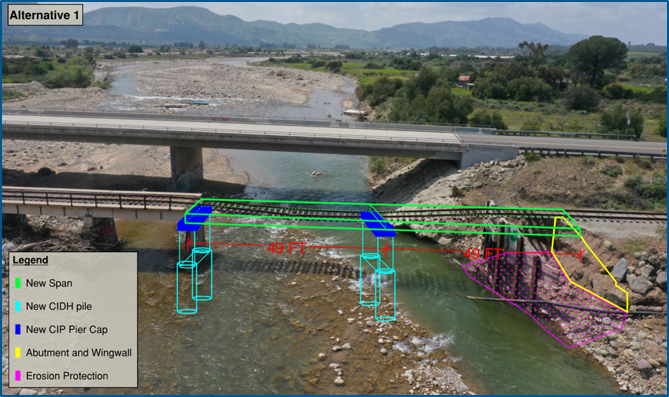 Alternative 1
49 FT
49 FT
Legend
New Span
New CIDH pile
New CIP Pier Cap
Abutment and Wingwall
Erosion Protection